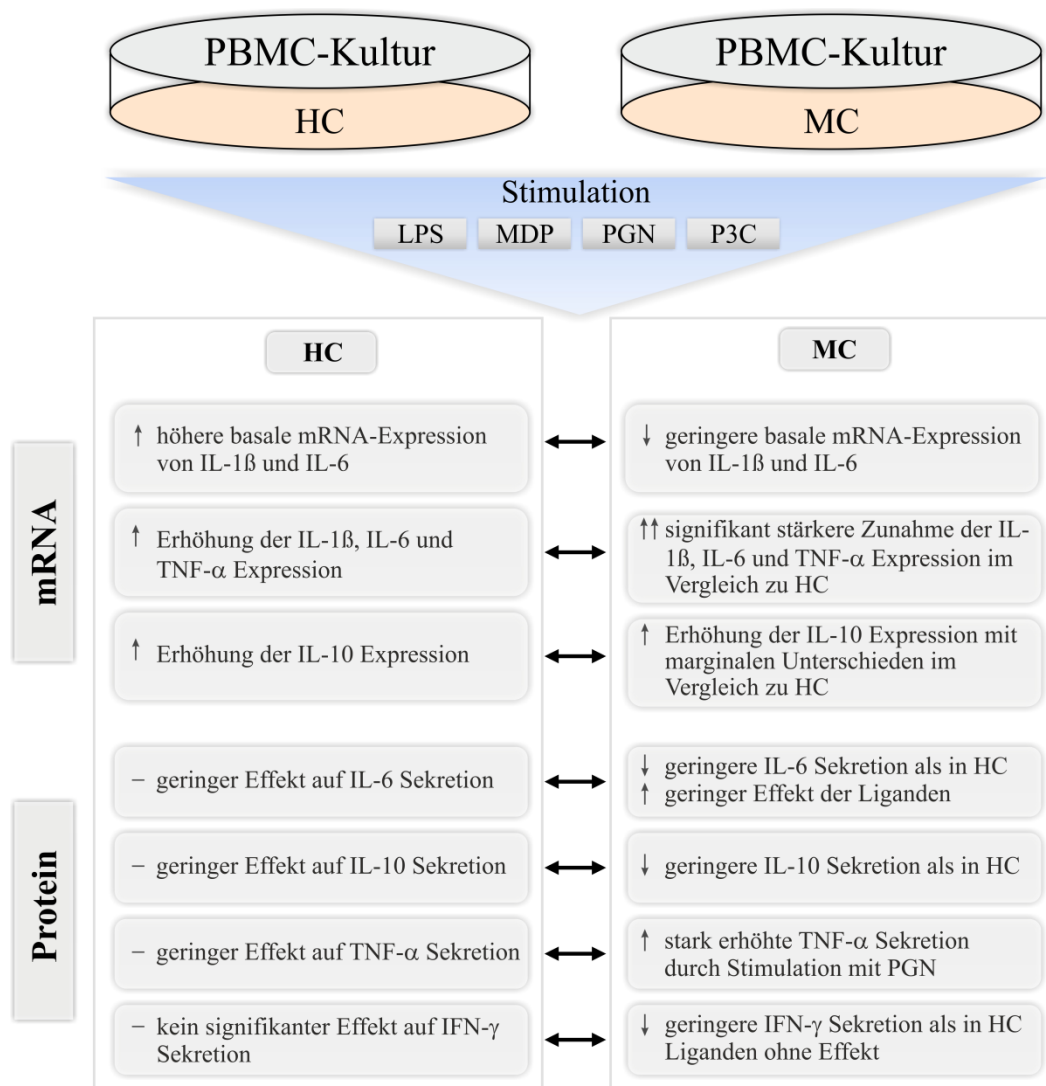 PBMC-Kultur
HC
PBMC-Kultur
MC
Stimulation
LPS
MDP
PGN
P3C
HC
MC
mRNA
↑ höhere basale mRNA-Expression
von IL-1ß und IL-6
↓ geringere basale mRNA-Expression
von IL-1ß und IL-6
↑ Erhöhung der IL-1ß, IL-6 und
TNF-α Expression
↑↑ signifikant stärkere Zunahme der IL-
1ß, IL-6 und TNF-α Expression im
Vergleich zu HC
↑ Erhöhung der IL-10 Expression
↑ Erhöhung der IL-10 Expression mit
marginalen Unterschieden im
Vergleich zu HC
Protein
– geringer Effekt auf IL-6 Sekretion
↓ geringere IL-6 Sekretion als in HC
↑ geringer Effekt der Liganden
– geringer Effekt auf IL-10 Sekretion
↓ geringere IL-10 Sekretion als in HC
– geringer Effekt auf TNF-α Sekretion
↑ stark erhöhte TNF-α Sekretion
durch Stimulation mit PGN
– kein signifikanter Effekt auf IFN-γ
Sekretion
↓ geringere IFN-γ Sekretion als in HC
Liganden ohne Effekt